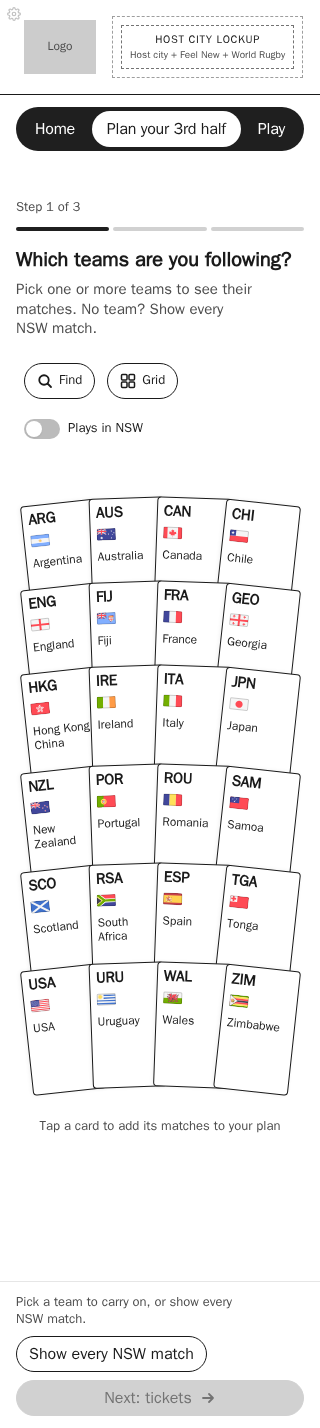 Logo
HOST CITY LOCKUP
Host city + Feel New + World Rugby
Home
Plan your 3rd half
Play
Step 1 of 3
Which teams are you following?
Pick one or more teams to see their
matches. No team? Show every
NSW match.
Find
Grid
Plays in NSW
ARG
Argentina
AUS
Australia
CAN
Canada
CHI
Chile
ENG
England
FIJ
Fiji
FRA
France
GEO
Georgia
HKG
Hong Kong
China
IRE
Ireland
ITA
Italy
JPN
Japan
NZL
New
Zealand
POR
Portugal
ROU
Romania
SAM
Samoa
SCO
Scotland
RSA
South
Africa
ESP
Spain
TGA
Tonga
USA
USA
URU
Uruguay
WAL
Wales
ZIM
Zimbabwe
Tap a card to add its matches to your plan
Pick a team to carry on, or show every
NSW match.
Show every NSW match
Next: tickets